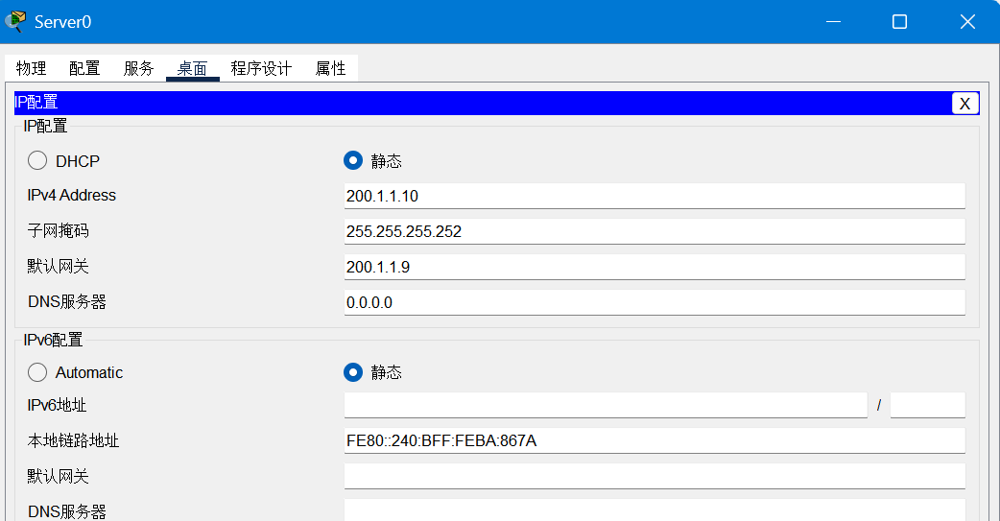 Server0
物理 配置 服务 桌面 程序设计 属性
IP配置 X
IP配置
DHCP 静态
IPv4 Address 200.1.1.10
子网掩码 255.255.255.252
默认网关 200.1.1.9
DNS服务器 0.0.0.0
IPv6配置
Automatic 静态
IPv6地址 /
本地链路地址 FE80::240:BFF:FEBA:867A
默认网关
DNS服务器